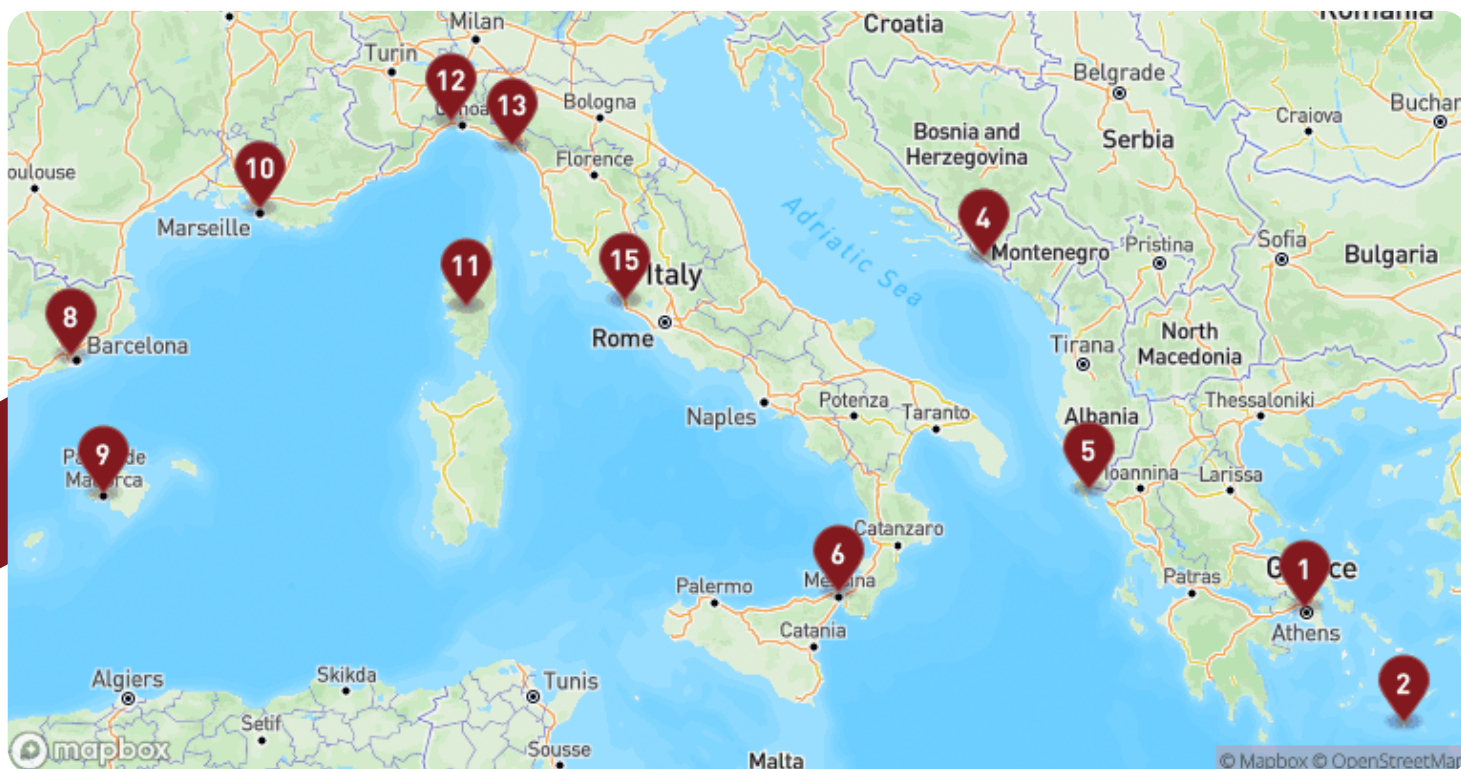 Milan
Croatia
Turin
Belgrade
12
13
Bologna
Craiova
Bosnia and
Herzegovina
Serbia
10
Florence
4
Marseille
Adriatic Sea
Montenegro
Pristina
Sofia
Bulgaria
11
15
Italy
8
Barcelona
Rome
Tirana
North
Macedonia
Naples
Potenza
Taranto
Albania
Thessaloniki
9
5
Ioannina
Larissa
6
Catanzaro
Palermo
Patras
1
Catania
Athens
Algiers
Skikda
Tunis
2
Setif
Sousse
Malta
mapbox
© Mapbox © OpenStreetMap